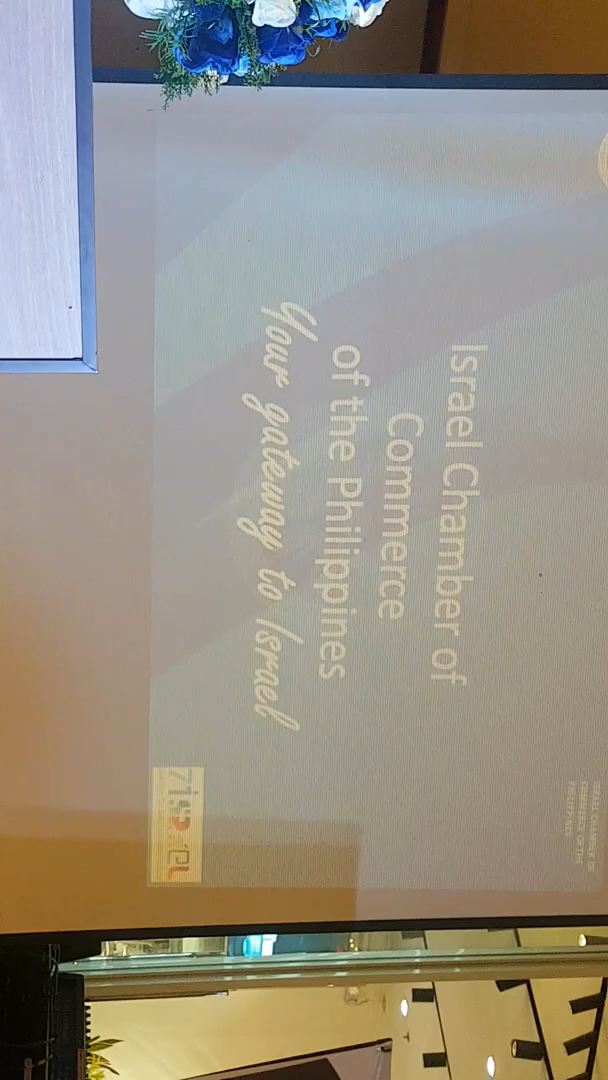 Israel Chamber of
Commerce
of the Philippines
Your gateway to Israel
ISRAEL CHAMBER OF
COMMERCE OF THE
PHILIPPINES